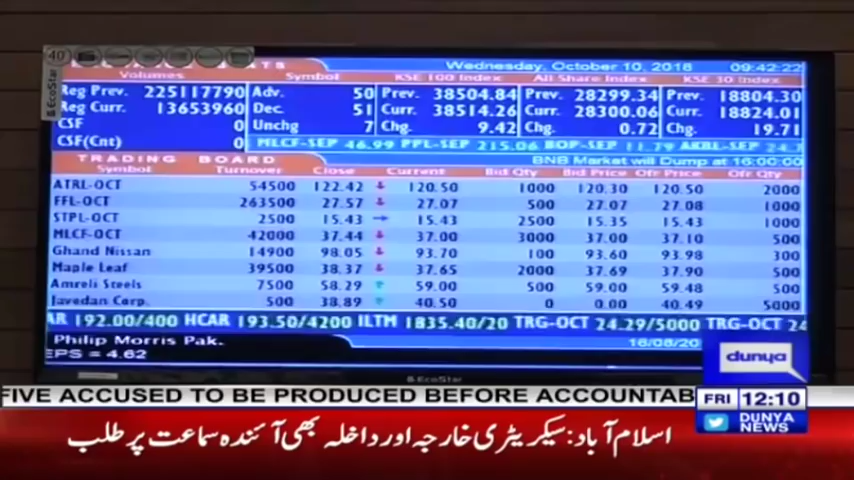 40
EcoStar
Wednesday, October 10, 2018 09:42:22
Volumes Symbol KSE 100 Index All Share Index KSE 30 Index
Reg Prev. 225117790 Adv. 50 Prev. 38504.84 Prev. 28299.34 Prev. 18804.30
Reg Curr. 13653960 Dec. 51 Curr. 38514.26 Curr. 28300.06 Curr. 18824.01
CSF 0 Unchg 7 Chg. 9.42 Chg. 0.72 Chg. 19.71
CSF(Cnt) 0 MLCF-SEP 46.99 PPL-SEP 215.06 BOP-SEP 11.79 AKBL-SEP 24.7
TRADING BOARD BNB Market will Dump at 16:00:00
Symbol Turnover Close Current Bid Qty Bid Price Ofr Price Ofr Qty
ATRL-OCT 54500 122.42 ↓ 120.50 1000 120.30 120.50 2000
FFL-OCT 263500 27.57 ↓ 27.07 500 27.07 27.08 1000
STPL-OCT 2500 15.43 → 15.43 2500 15.35 15.43 1000
MLCF-OCT 42000 37.44 ↓ 37.00 3000 37.00 37.10 500
Ghand Nissan 14900 98.05 ↓ 93.70 100 93.60 93.98 300
Maple Leaf 39500 38.37 ↓ 37.65 2000 37.69 37.90 500
Amreli Steels 7500 58.29 ↑ 59.00 500 59.00 59.48 500
Javedan Corp. 500 38.89 ↑ 40.50 0 0.00 40.49 5000
AR 192.00/400 HCAR 193.50/4200 ILTM 1835.40/20 TRG-OCT 24.29/5000 TRG-OCT 24
Philip Morris Pak. 16/08/20
EPS = 4.62
dunya
EcoStar
FIVE ACCUSED TO BE PRODUCED BEFORE ACCOUNTAB
FRI 12:10
DUNYA
NEWS
اسلام آباد: سیکریٹری خارجہ اور داخلہ بھی آئندہ سماعت پر طلب